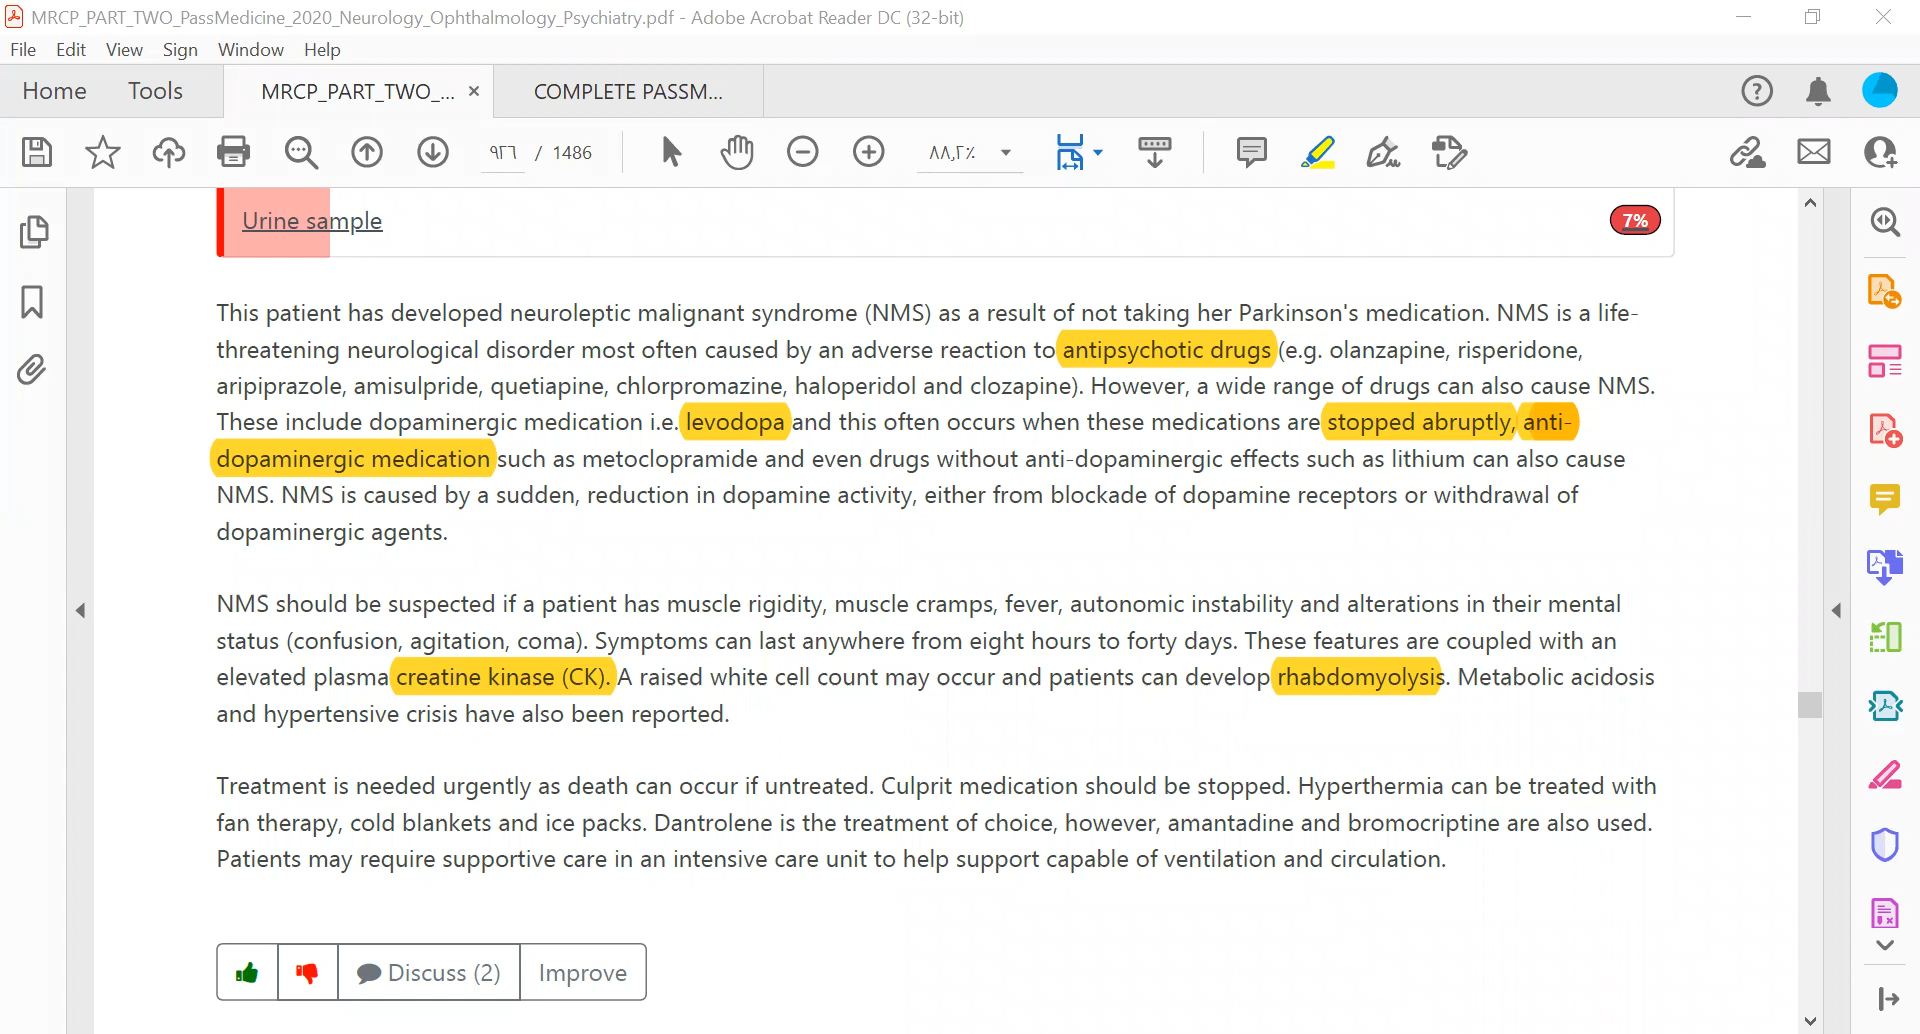 MRCP_PART_TWO_PassMedicine_2020_Neurology_Ophthalmology_Psychiatry.pdf - Adobe Acrobat Reader DC (32-bit)
File Edit View Sign Window Help
Home Tools MRCP_PART_TWO_... × COMPLETE PASSM...
٩٢٦ / 1486 ٨٨,٢٪
Urine sample 7%
This patient has developed neuroleptic malignant syndrome (NMS) as a result of not taking her Parkinson's medication. NMS is a life-
threatening neurological disorder most often caused by an adverse reaction to antipsychotic drugs (e.g. olanzapine, risperidone,
aripiprazole, amisulpride, quetiapine, chlorpromazine, haloperidol and clozapine). However, a wide range of drugs can also cause NMS.
These include dopaminergic medication i.e. levodopa and this often occurs when these medications are stopped abruptly, anti-
dopaminergic medication such as metoclopramide and even drugs without anti-dopaminergic effects such as lithium can also cause
NMS. NMS is caused by a sudden, reduction in dopamine activity, either from blockade of dopamine receptors or withdrawal of
dopaminergic agents.
NMS should be suspected if a patient has muscle rigidity, muscle cramps, fever, autonomic instability and alterations in their mental
status (confusion, agitation, coma). Symptoms can last anywhere from eight hours to forty days. These features are coupled with an
elevated plasma creatine kinase (CK). A raised white cell count may occur and patients can develop rhabdomyolysis. Metabolic acidosis
and hypertensive crisis have also been reported.
Treatment is needed urgently as death can occur if untreated. Culprit medication should be stopped. Hyperthermia can be treated with
fan therapy, cold blankets and ice packs. Dantrolene is the treatment of choice, however, amantadine and bromocriptine are also used.
Patients may require supportive care in an intensive care unit to help support capable of ventilation and circulation.
Discuss (2) Improve